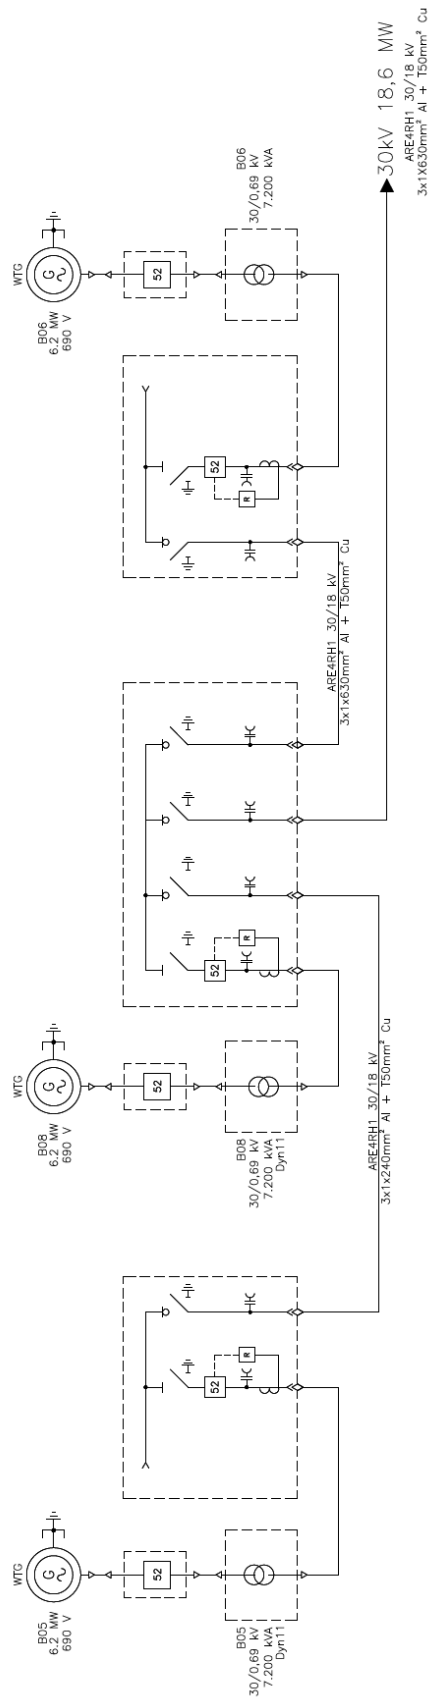 WTG
G
B05
6.2 MW
690 V
52
B05
30/0,69 kV
7.200 kVA
Dyn11
52
R
ARE4RH1 30/18 kV
3x1x240mm² Al + T50mm² Cu
WTG
G
B08
6.2 MW
690 V
52
B08
30/0,69 kV
7.200 kVA
Dyn11
52
R
ARE4RH1 30/18 kV
3x1x630mm² Al + T50mm² Cu
52
R
WTG
G
B06
6.2 MW
690 V
52
B06
30/0,69 kV
7.200 kVA
30kV 18,6 MW
ARE4RH1 30/18 kV
3x1X630mm² Al + T50mm² Cu